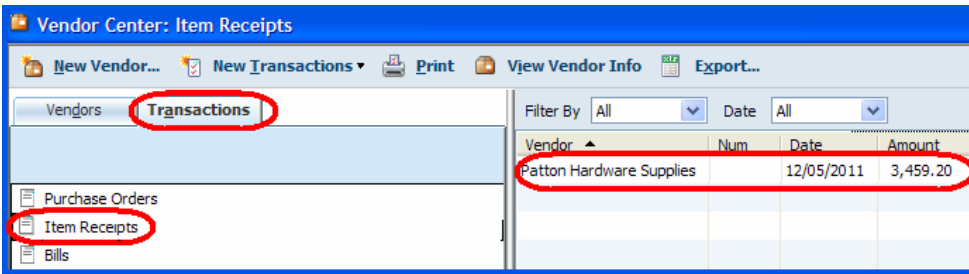 Vendor Center: Item Receipts
New Vendor... New Transactions Print View Vendor Info Export...
Vendors Transactions
Filter By All Date All
Vendor Num Date Amount
Patton Hardware Supplies 12/05/2011 3,459.20
Purchase Orders
Item Receipts
Bills